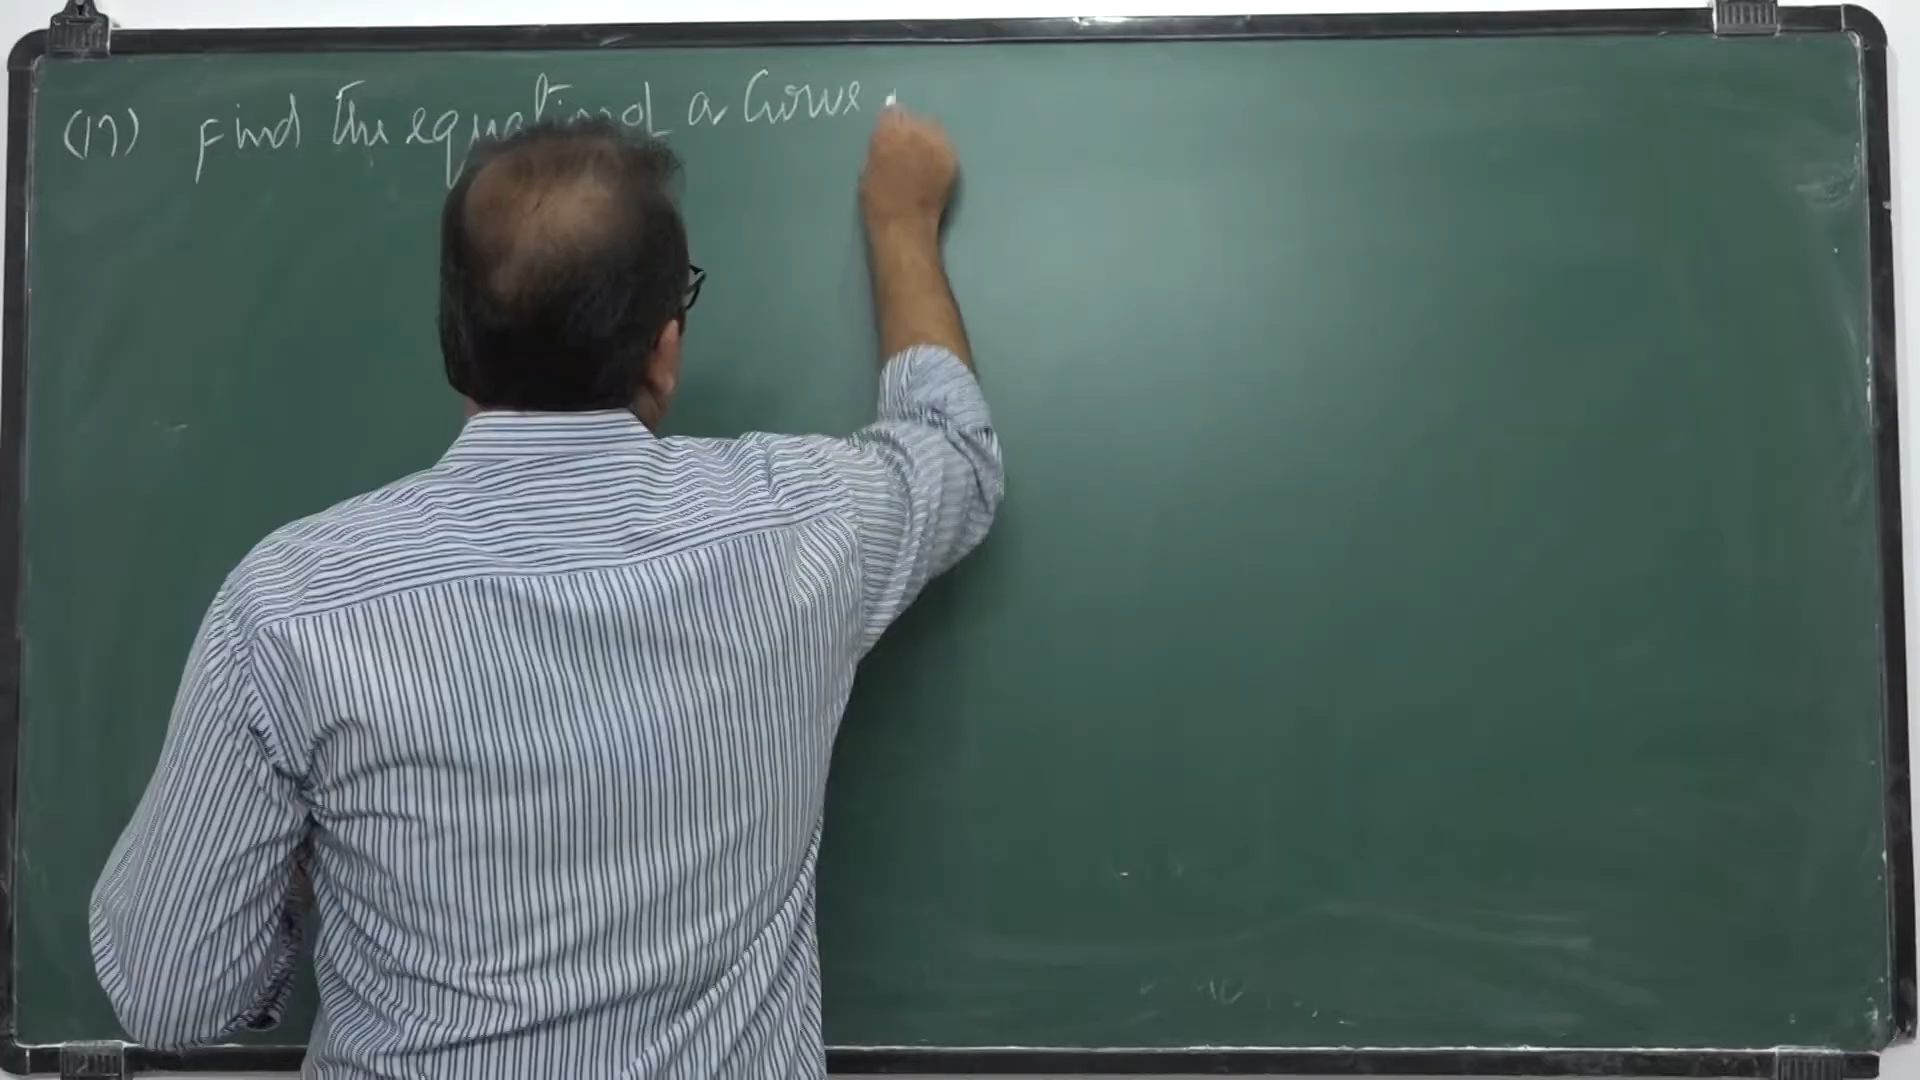 (17) Find the equation of a Curve